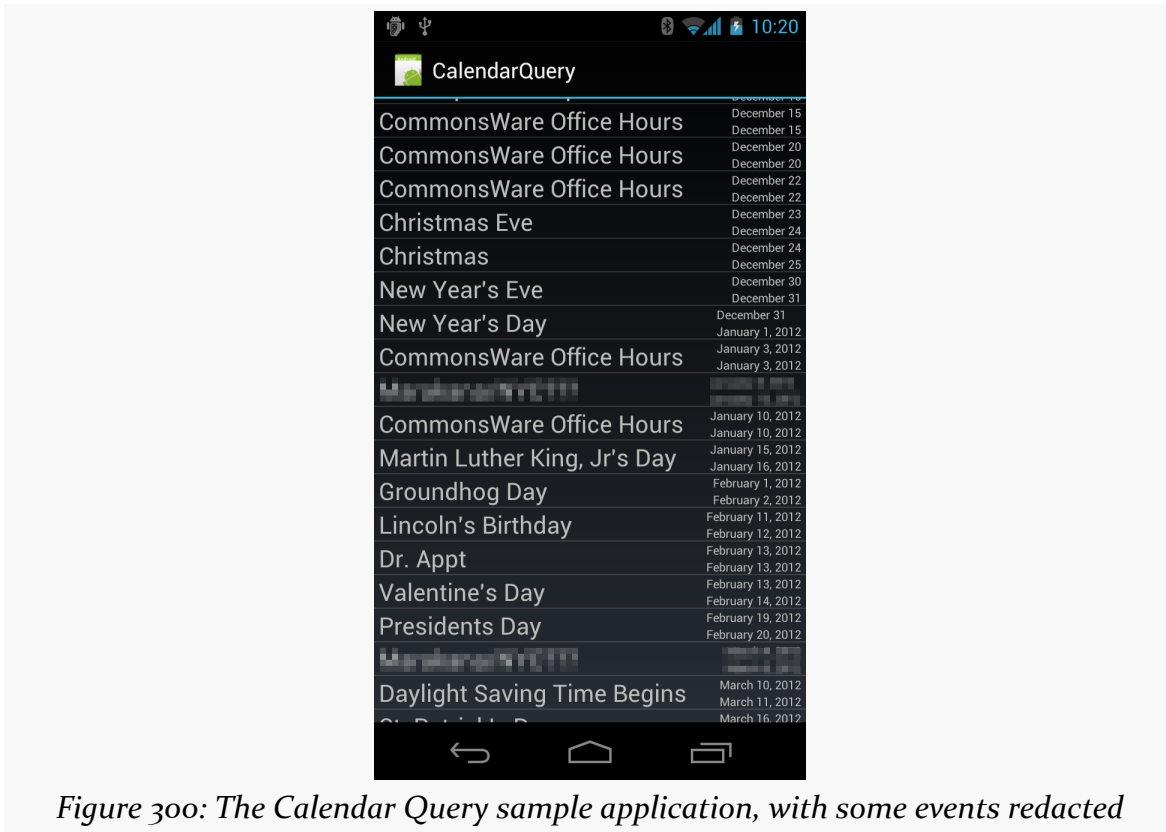 10:20
CalendarQuery
CommonsWare Office Hours
December 15
December 15
CommonsWare Office Hours
December 20
December 20
CommonsWare Office Hours
December 22
December 22
Christmas Eve
December 23
December 24
Christmas
December 24
December 25
New Year's Eve
December 30
December 31
New Year's Day
December 31
January 1, 2012
CommonsWare Office Hours
January 3, 2012
January 3, 2012
CommonsWare Office Hours
January 10, 2012
January 10, 2012
Martin Luther King, Jr's Day
January 15, 2012
January 16, 2012
Groundhog Day
February 1, 2012
February 2, 2012
Lincoln's Birthday
February 11, 2012
February 12, 2012
Dr. Appt
February 13, 2012
February 13, 2012
Valentine's Day
February 13, 2012
February 14, 2012
Presidents Day
February 19, 2012
February 20, 2012
Daylight Saving Time Begins
March 10, 2012
March 11, 2012
March 16, 2012
Figure 300: The Calendar Query sample application, with some events redacted